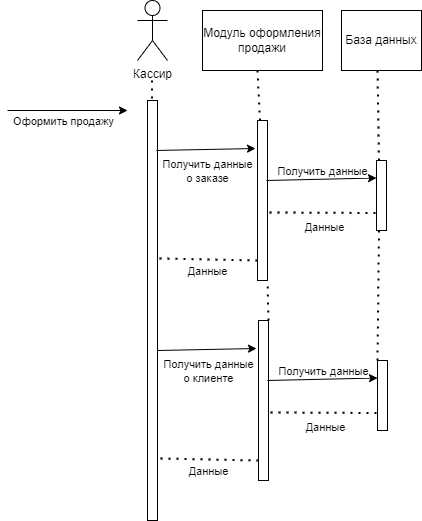 Модуль оформления
продажи
База данных
Кассир
Оформить продажу
Получить данные
о заказе
Получить данные
Данные
Данные
Получить данные
о клиенте
Получить данные
Данные
Данные